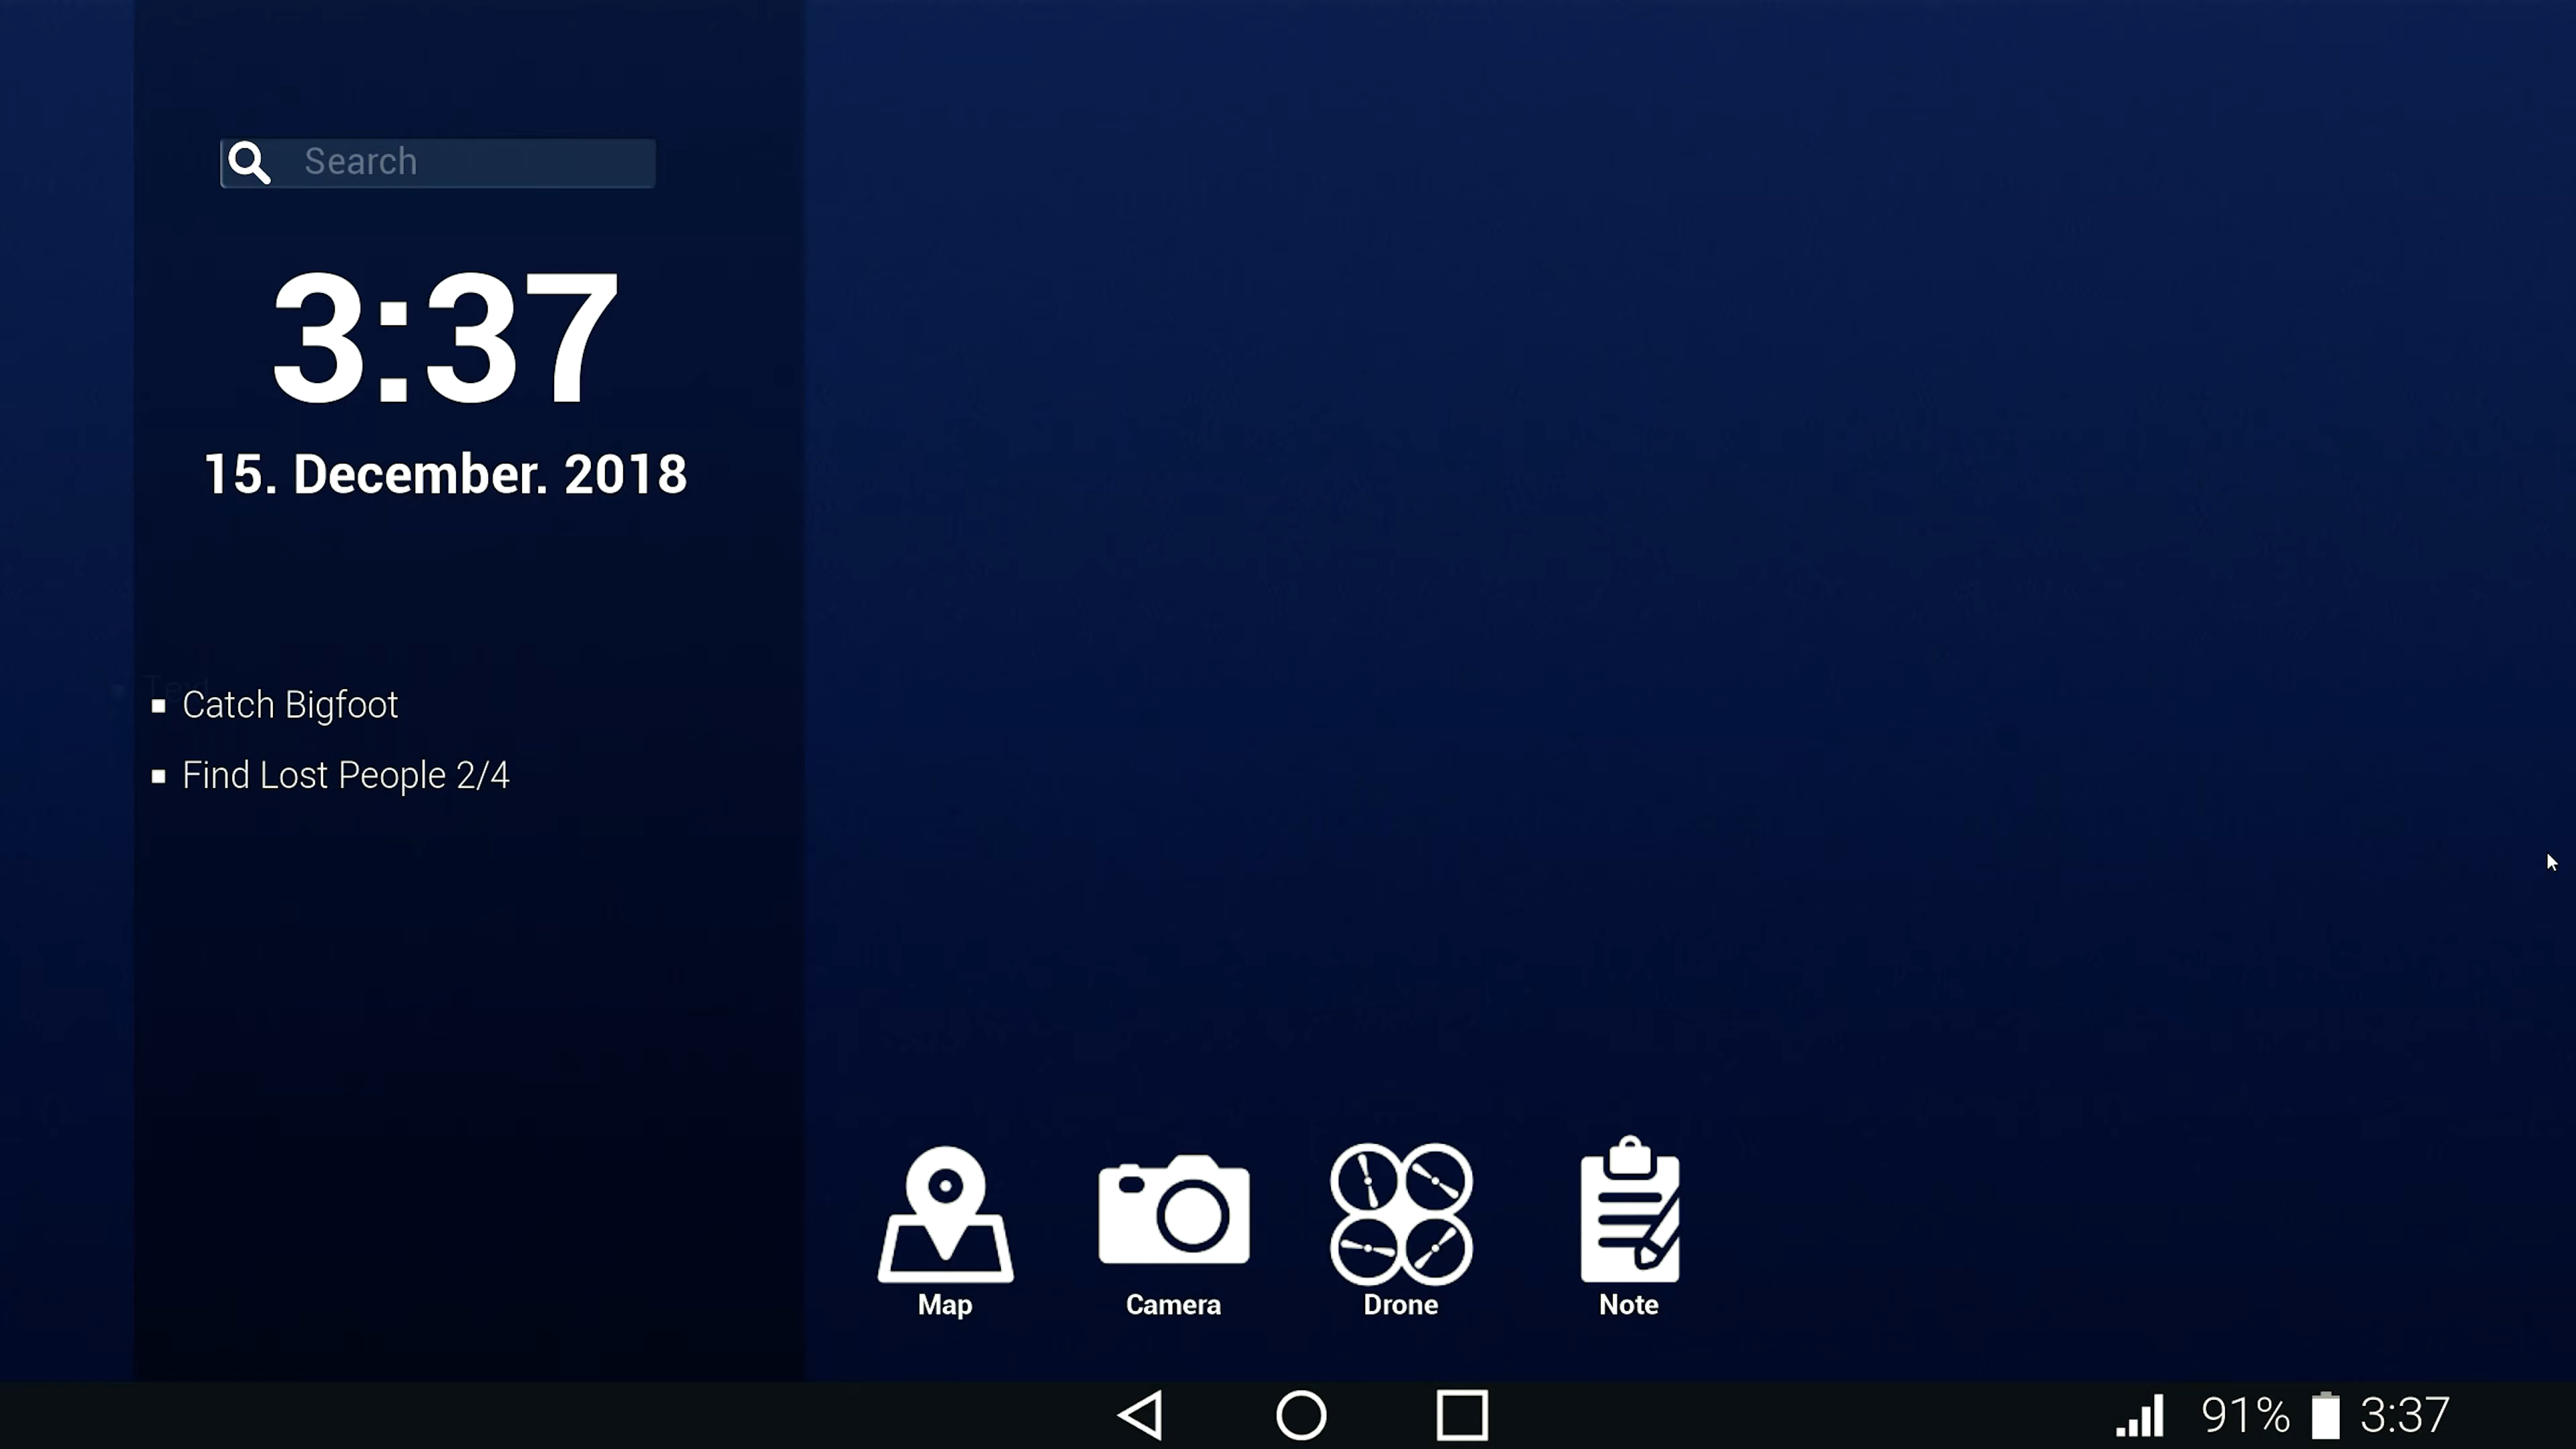 Search
3:37
15. December. 2018
Catch Bigfoot
Find Lost People 2/4
Map
Camera
Drone
Note
91% 3:37